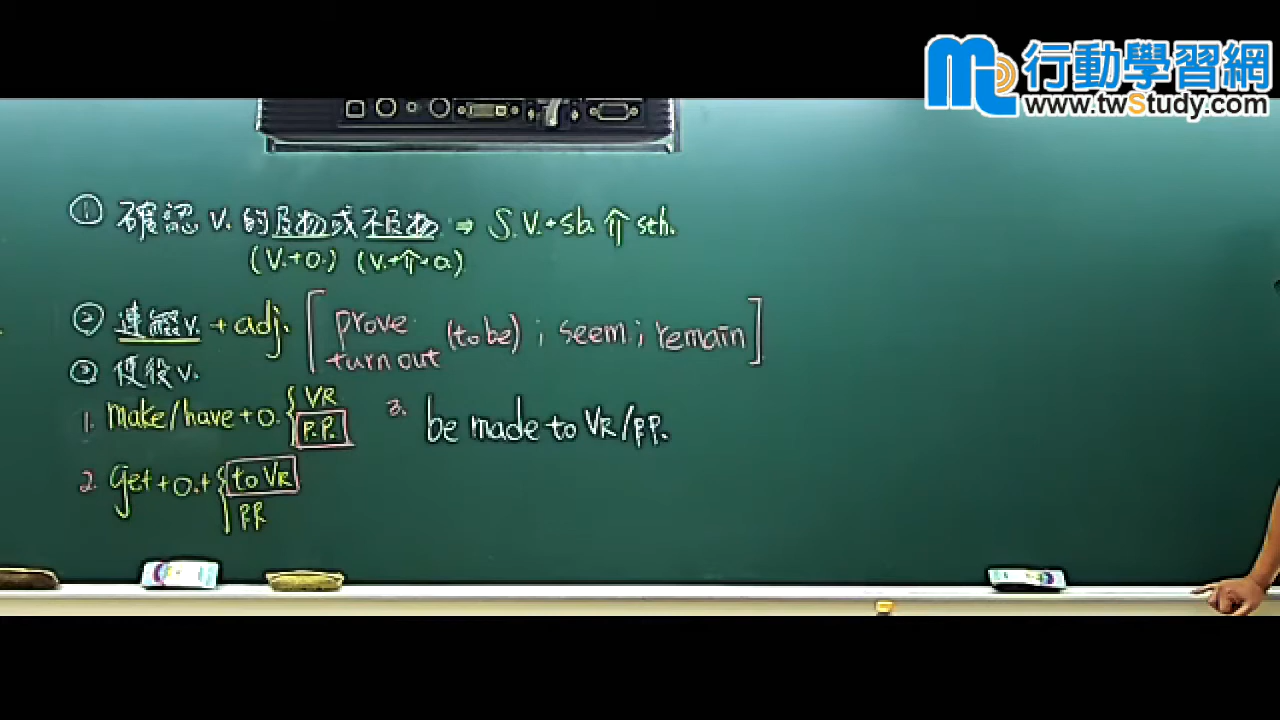 行動學習網
www.twStudy.com
① 確認 V. 的及物或不及物 ⇒ S. V. + sb. 介 sth.
(V.+O.) (V.+介+O.)
② 連綴V. + adj. [ prove (to be) ; seem ; remain ]
turn out
③ 使役V.
1. make/have + O. { VR
P.P.
3. be made to VR/P.P.
2. get + O. + { to VR
P.P.